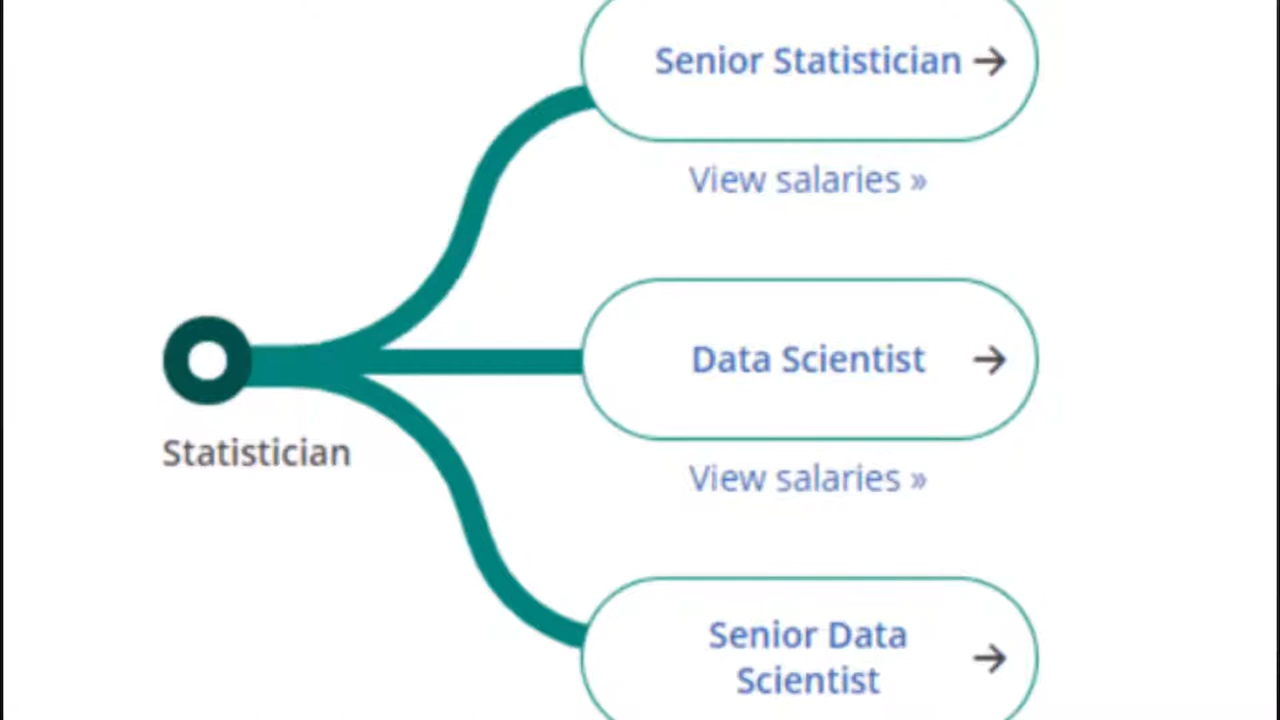 Senior Statistician →
View salaries »
Data Scientist →
Statistician
View salaries »
Senior Data
Scientist →